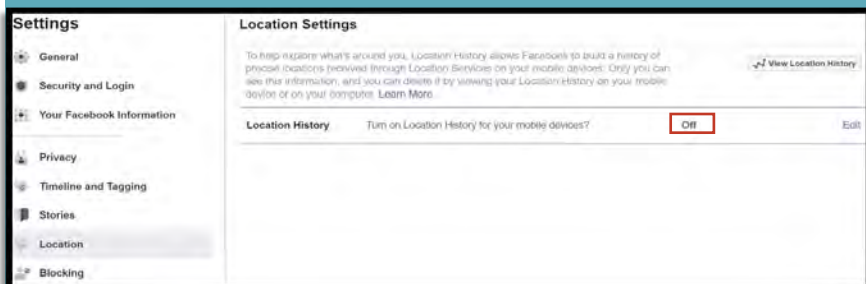 Settings
General
Security and Login
Your Facebook Information
Privacy
Timeline and Tagging
Stories
Location
Blocking
Location Settings
To help explore what's around you, Location History allows Facebook to build a history of
precise locations received through Location Services on your mobile devices. Only you can
see this information, and you can delete it by viewing your Location History on your mobile
device or on your computer. Learn More
View Location History
Location History Turn on Location History for your mobile devices? Off Edit